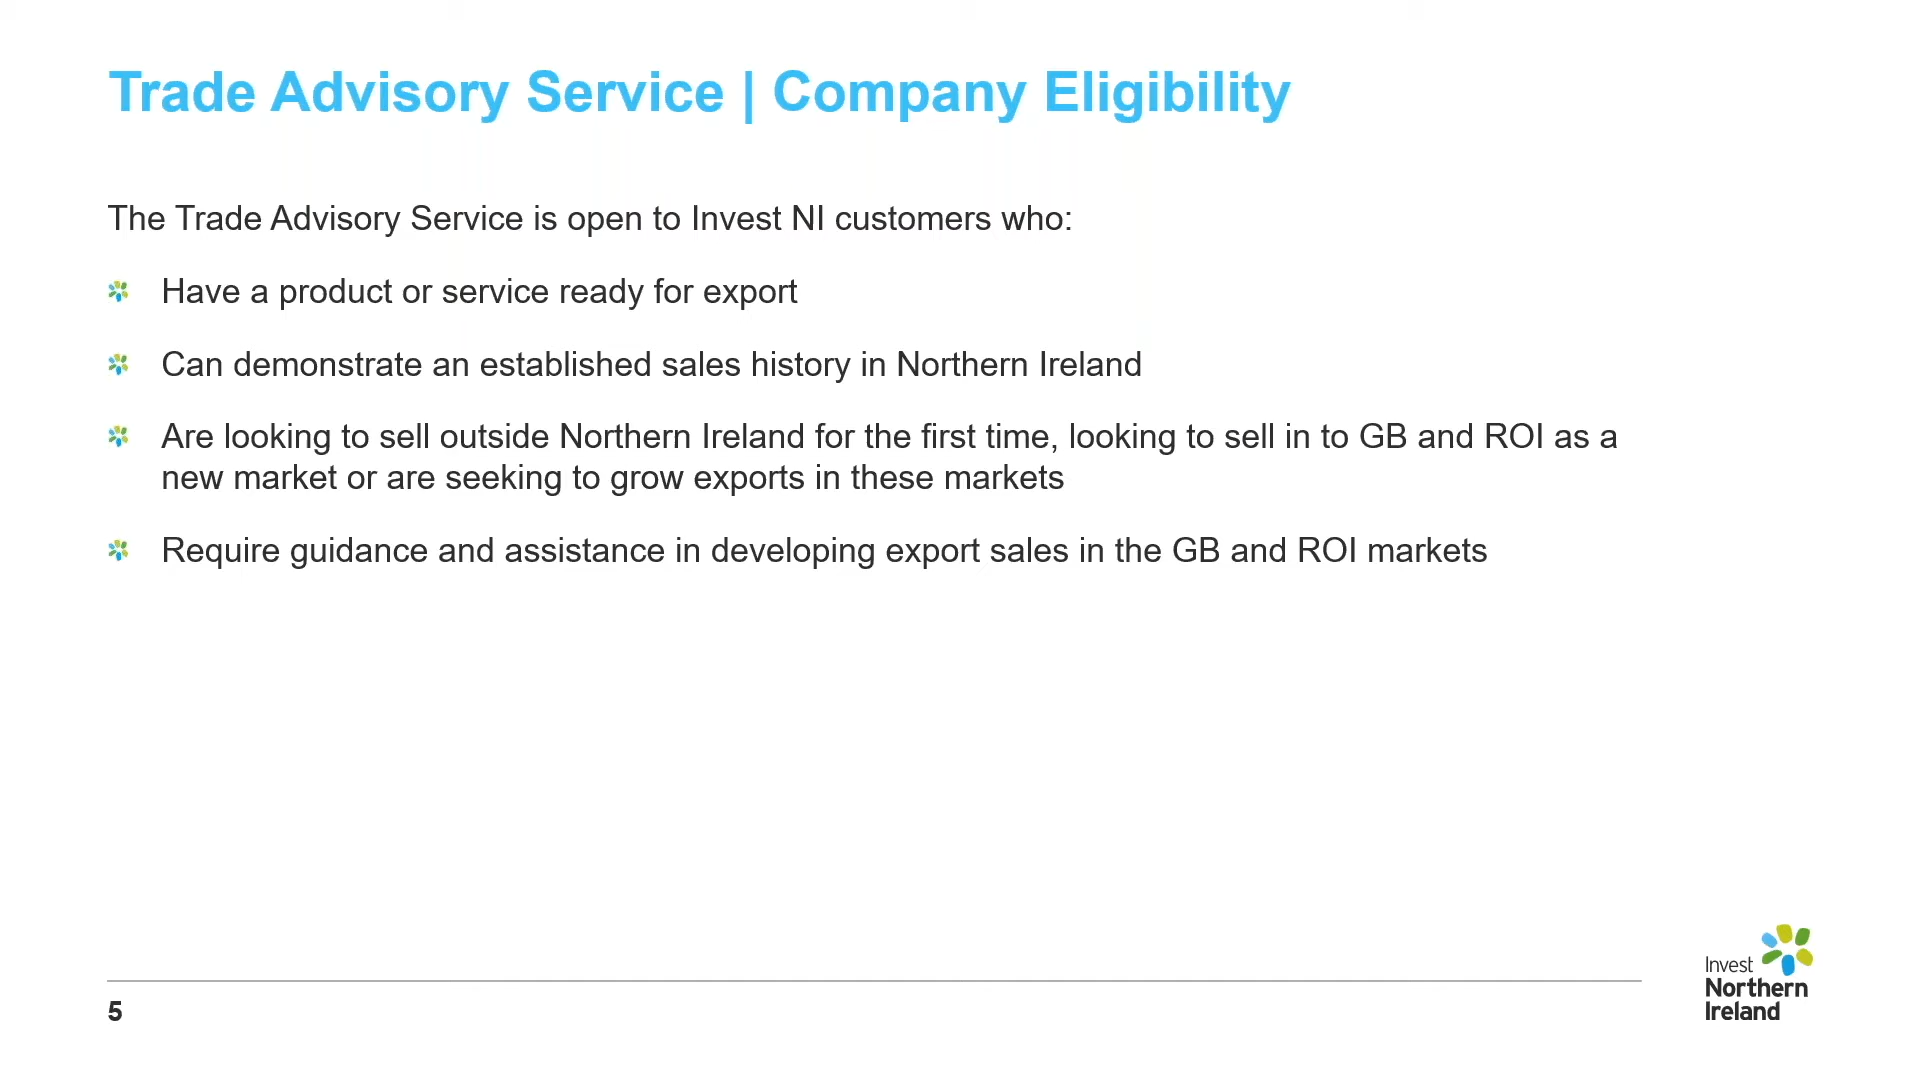 Trade Advisory Service | Company Eligibility
The Trade Advisory Service is open to Invest NI customers who:
Have a product or service ready for export
Can demonstrate an established sales history in Northern Ireland
Are looking to sell outside Northern Ireland for the first time, looking to sell in to GB and ROI as a
new market or are seeking to grow exports in these markets
Require guidance and assistance in developing export sales in the GB and ROI markets
Invest
Northern
Ireland
5